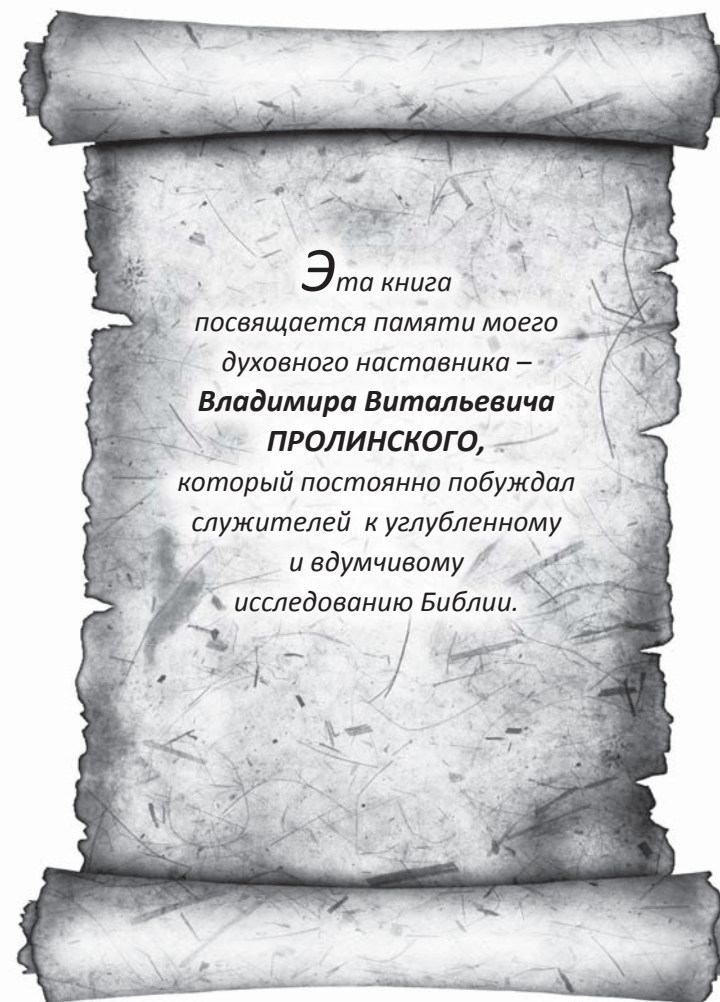 Эта книга
посвящается памяти моего
духовного наставника –
Владимира Витальевича
ПРОЛИНСКОГО,
который постоянно побуждал
служителей к углубленному
и вдумчивому
исследованию Библии.